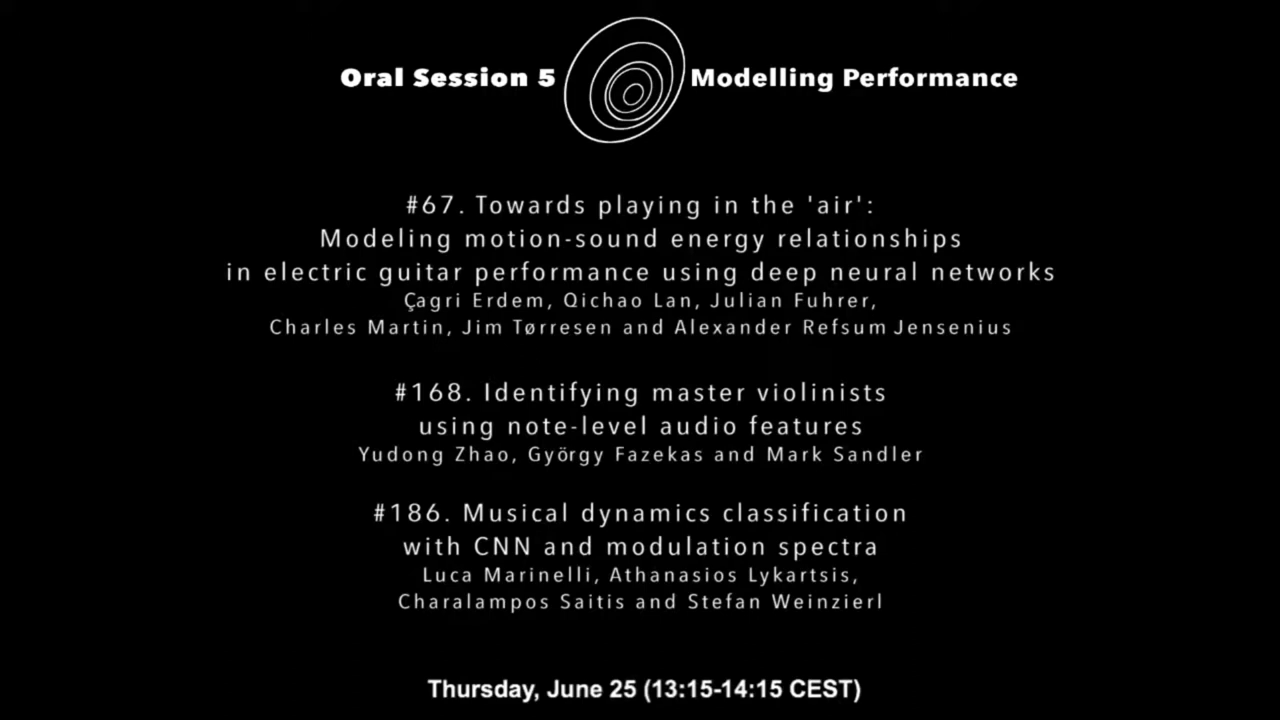 Oral Session 5 Modelling Performance
#67. Towards playing in the 'air':
Modeling motion-sound energy relationships
in electric guitar performance using deep neural networks
Çagri Erdem, Qichao Lan, Julian Fuhrer,
Charles Martin, Jim Tørresen and Alexander Refsum Jensenius
#168. Identifying master violinists
using note-level audio features
Yudong Zhao, György Fazekas and Mark Sandler
#186. Musical dynamics classification
with CNN and modulation spectra
Luca Marinelli, Athanasios Lykartsis,
Charalampos Saitis and Stefan Weinzierl
Thursday, June 25 (13:15-14:15 CEST)